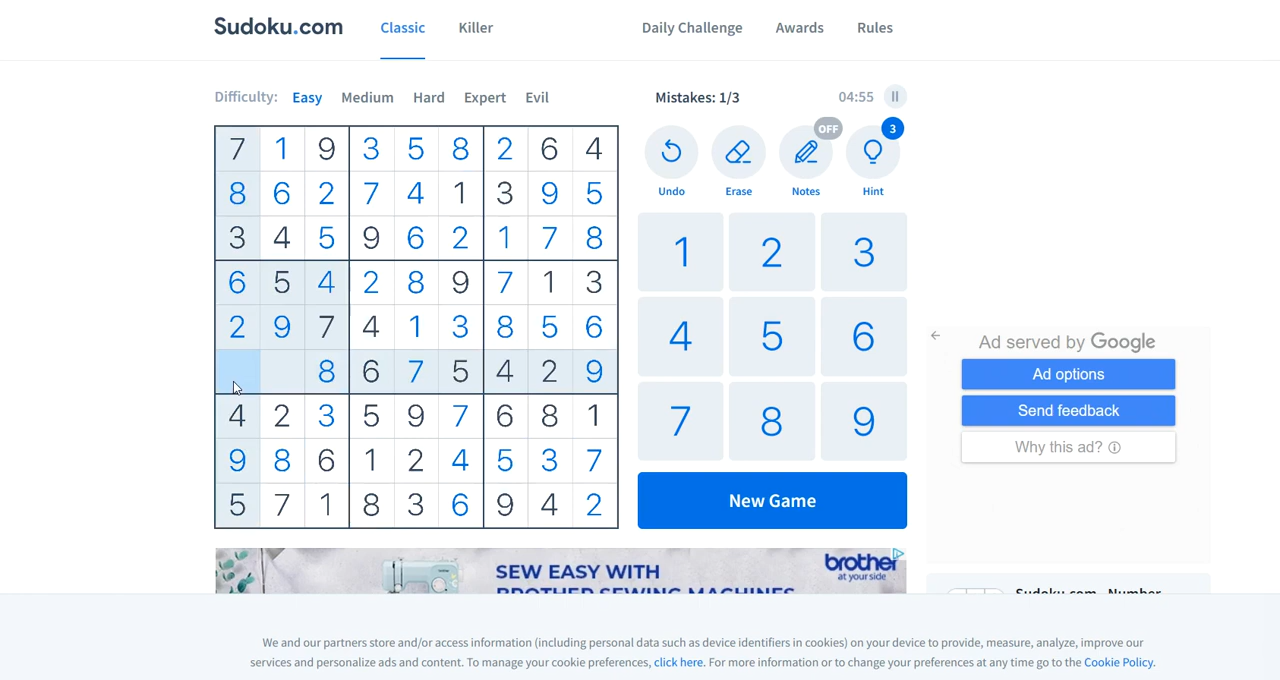 Sudoku.com Classic Killer Daily Challenge Awards Rules
Difficulty: Easy Medium Hard Expert Evil Mistakes: 1/3 04:55
OFF 3
Undo Erase Notes Hint
7 1 9 3 5 8 2 6 4
8 6 2 7 4 1 3 9 5
3 4 5 9 6 2 1 7 8
6 5 4 2 8 9 7 1 3
2 9 7 4 1 3 8 5 6
8 6 7 5 4 2 9
4 2 3 5 9 7 6 8 1
9 8 6 1 2 4 5 3 7
5 7 1 8 3 6 9 4 2
1 2 3
4 5 6
7 8 9
New Game
Ad served by Google
Ad options
Send feedback
Why this ad?
SEW EASY WITH
BROTHER SEWING MACHINES
brother
at your side
Sudoku.com - Number
We and our partners store and/or access information (including personal data such as device identifiers in cookies) on your device to provide, measure, analyze, improve our
services and personalize ads and content. To manage your cookie preferences, click here. For more information or to change your preferences at any time go to the Cookie Policy.